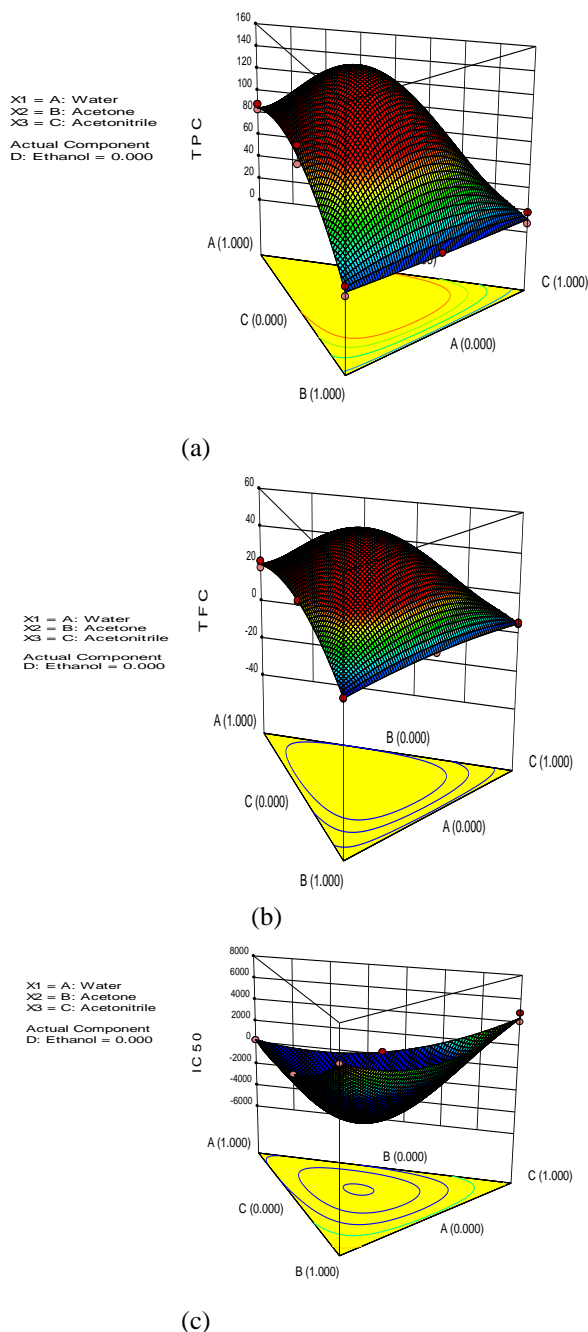 160
140
120
100
80
60
40
20
0
TPC
X1 = A: Water
X2 = B: Acetone
X3 = C: Acetonitrile
Actual Component
D: Ethanol = 0.000
A (1.000)
C (1.000)
C (0.000)
A (0.000)
B (1.000)
(a)
60
40
20
0
-20
-40
TFC
X1 = A: Water
X2 = B: Acetone
X3 = C: Acetonitrile
Actual Component
D: Ethanol = 0.000
A (1.000)
B (0.000)
C (1.000)
C (0.000)
A (0.000)
B (1.000)
(b)
8000
6000
4000
2000
0
-2000
-4000
-6000
IC50
X1 = A: Water
X2 = B: Acetone
X3 = C: Acetonitrile
Actual Component
D: Ethanol = 0.000
A (1.000)
B (0.000)
C (1.000)
C (0.000)
A (0.000)
B (1.000)
(c)